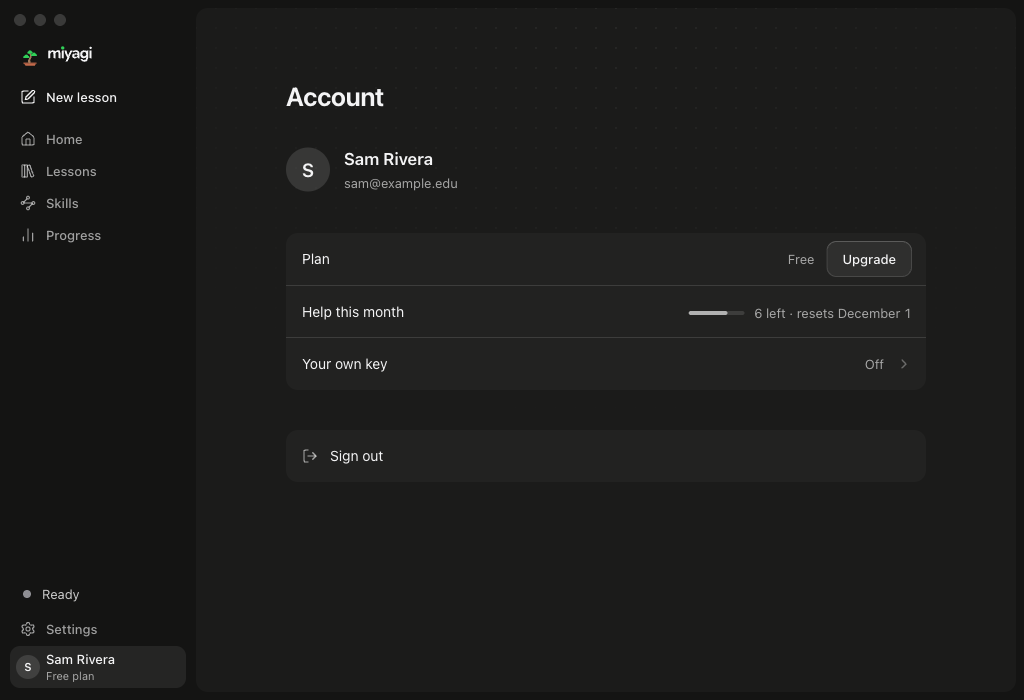 miyagi
New lesson
Home
Lessons
Skills
Progress
Ready
Settings
S
Sam Rivera
Free plan
Account
S
Sam Rivera
sam@example.edu
Plan
Free
Upgrade
Help this month
6 left · resets December 1
Your own key
Off
Sign out